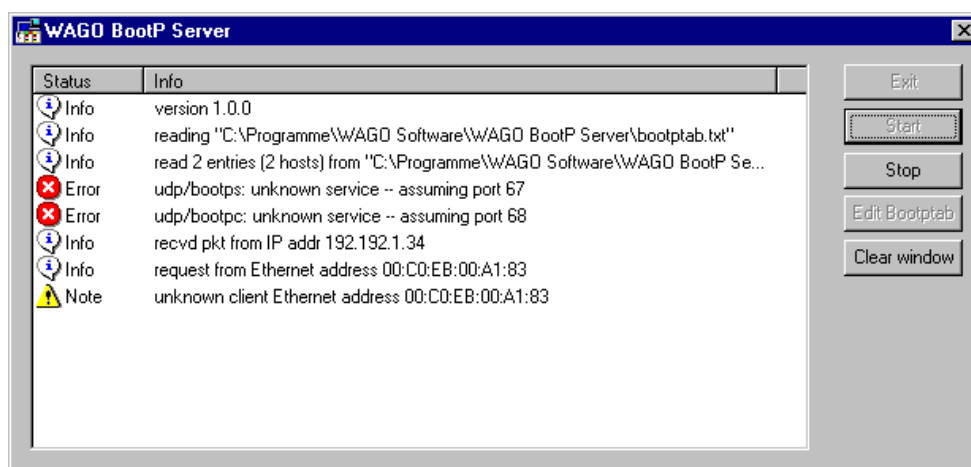 WAGO BootP Server
Status Info
Info version 1.0.0
Info reading "C:\Programme\WAGO Software\WAGO BootP Server\bootptab.txt"
Info read 2 entries (2 hosts) from "C:\Programme\WAGO Software\WAGO BootP Se...
Error udp/bootps: unknown service -- assuming port 67
Error udp/bootpc: unknown service -- assuming port 68
Info recvd pkt from IP addr 192.192.1.34
Info request from Ethernet address 00:C0:EB:00:A1:83
Note unknown client Ethernet address 00:C0:EB:00:A1:83
Exit
Start
Stop
Edit Bootptab
Clear window